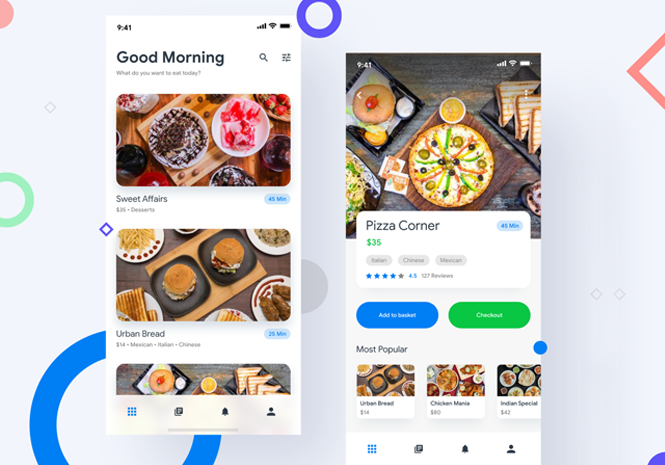 9:41
Good Morning
What do you want to eat today?
Sweet Affairs
45 Min
$35 • Desserts
Urban Bread
35 Min
$14 • Mexican • Italian • Chinese
9:41
Pizza Corner
45 Min
$35
Italian
Chinese
Mexican
4.5
127 Reviews
Add to basket
Checkout
Most Popular
Urban Bread
$14
Chicken Mania
$80
Indian Special
$42